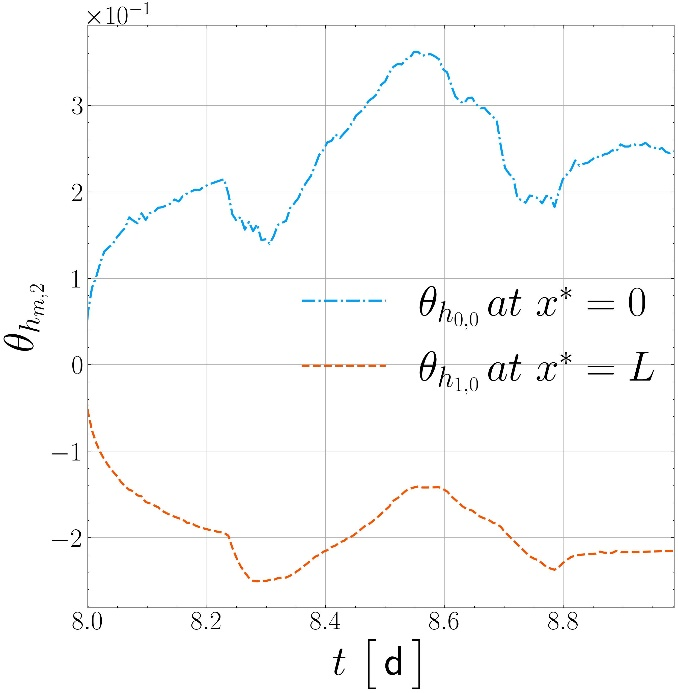 ×10⁻¹
3
2
1
0
−1
−2
θ_{h_{m,2}}
θ_{h_{0,0}} at x* = 0
θ_{h_{1,0}} at x* = L
8.0 8.2 8.4 8.6 8.8
t [d]